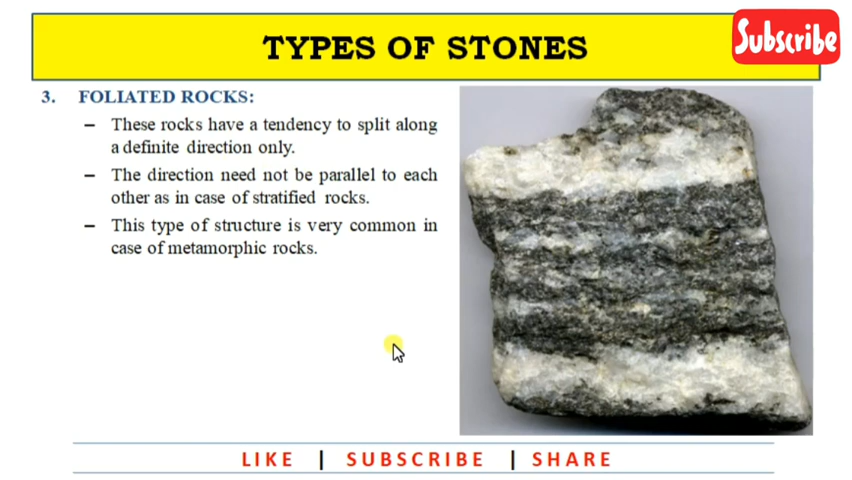 TYPES OF STONES
Subscribe
3. FOLIATED ROCKS:
– These rocks have a tendency to split along
a definite direction only.
– The direction need not be parallel to each
other as in case of stratified rocks.
– This type of structure is very common in
case of metamorphic rocks.
LIKE | SUBSCRIBE | SHARE